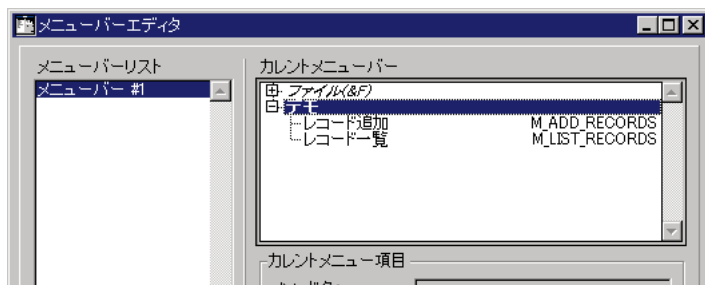 メニューバーエディタ
メニューバーリスト
メニューバー #1
カレントメニューバー
ファイル(&F)
デモ
レコード追加 M_ADD_RECORDS
レコード一覧 M_LIST_RECORDS
カレントメニュー項目